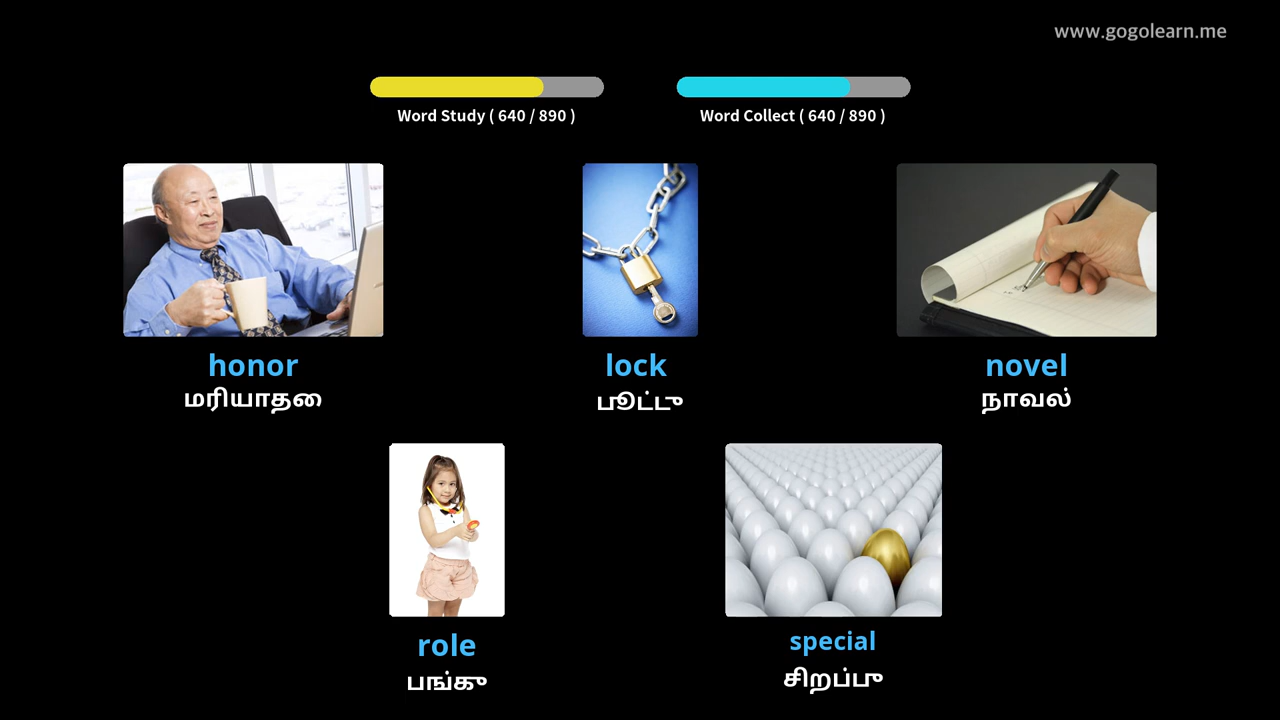 www.gogolearn.me
Word Study ( 640 / 890 )
Word Collect ( 640 / 890 )
honor
மரியாதை
lock
பூட்டு
novel
நாவல்
role
பங்கு
special
சிறப்பு